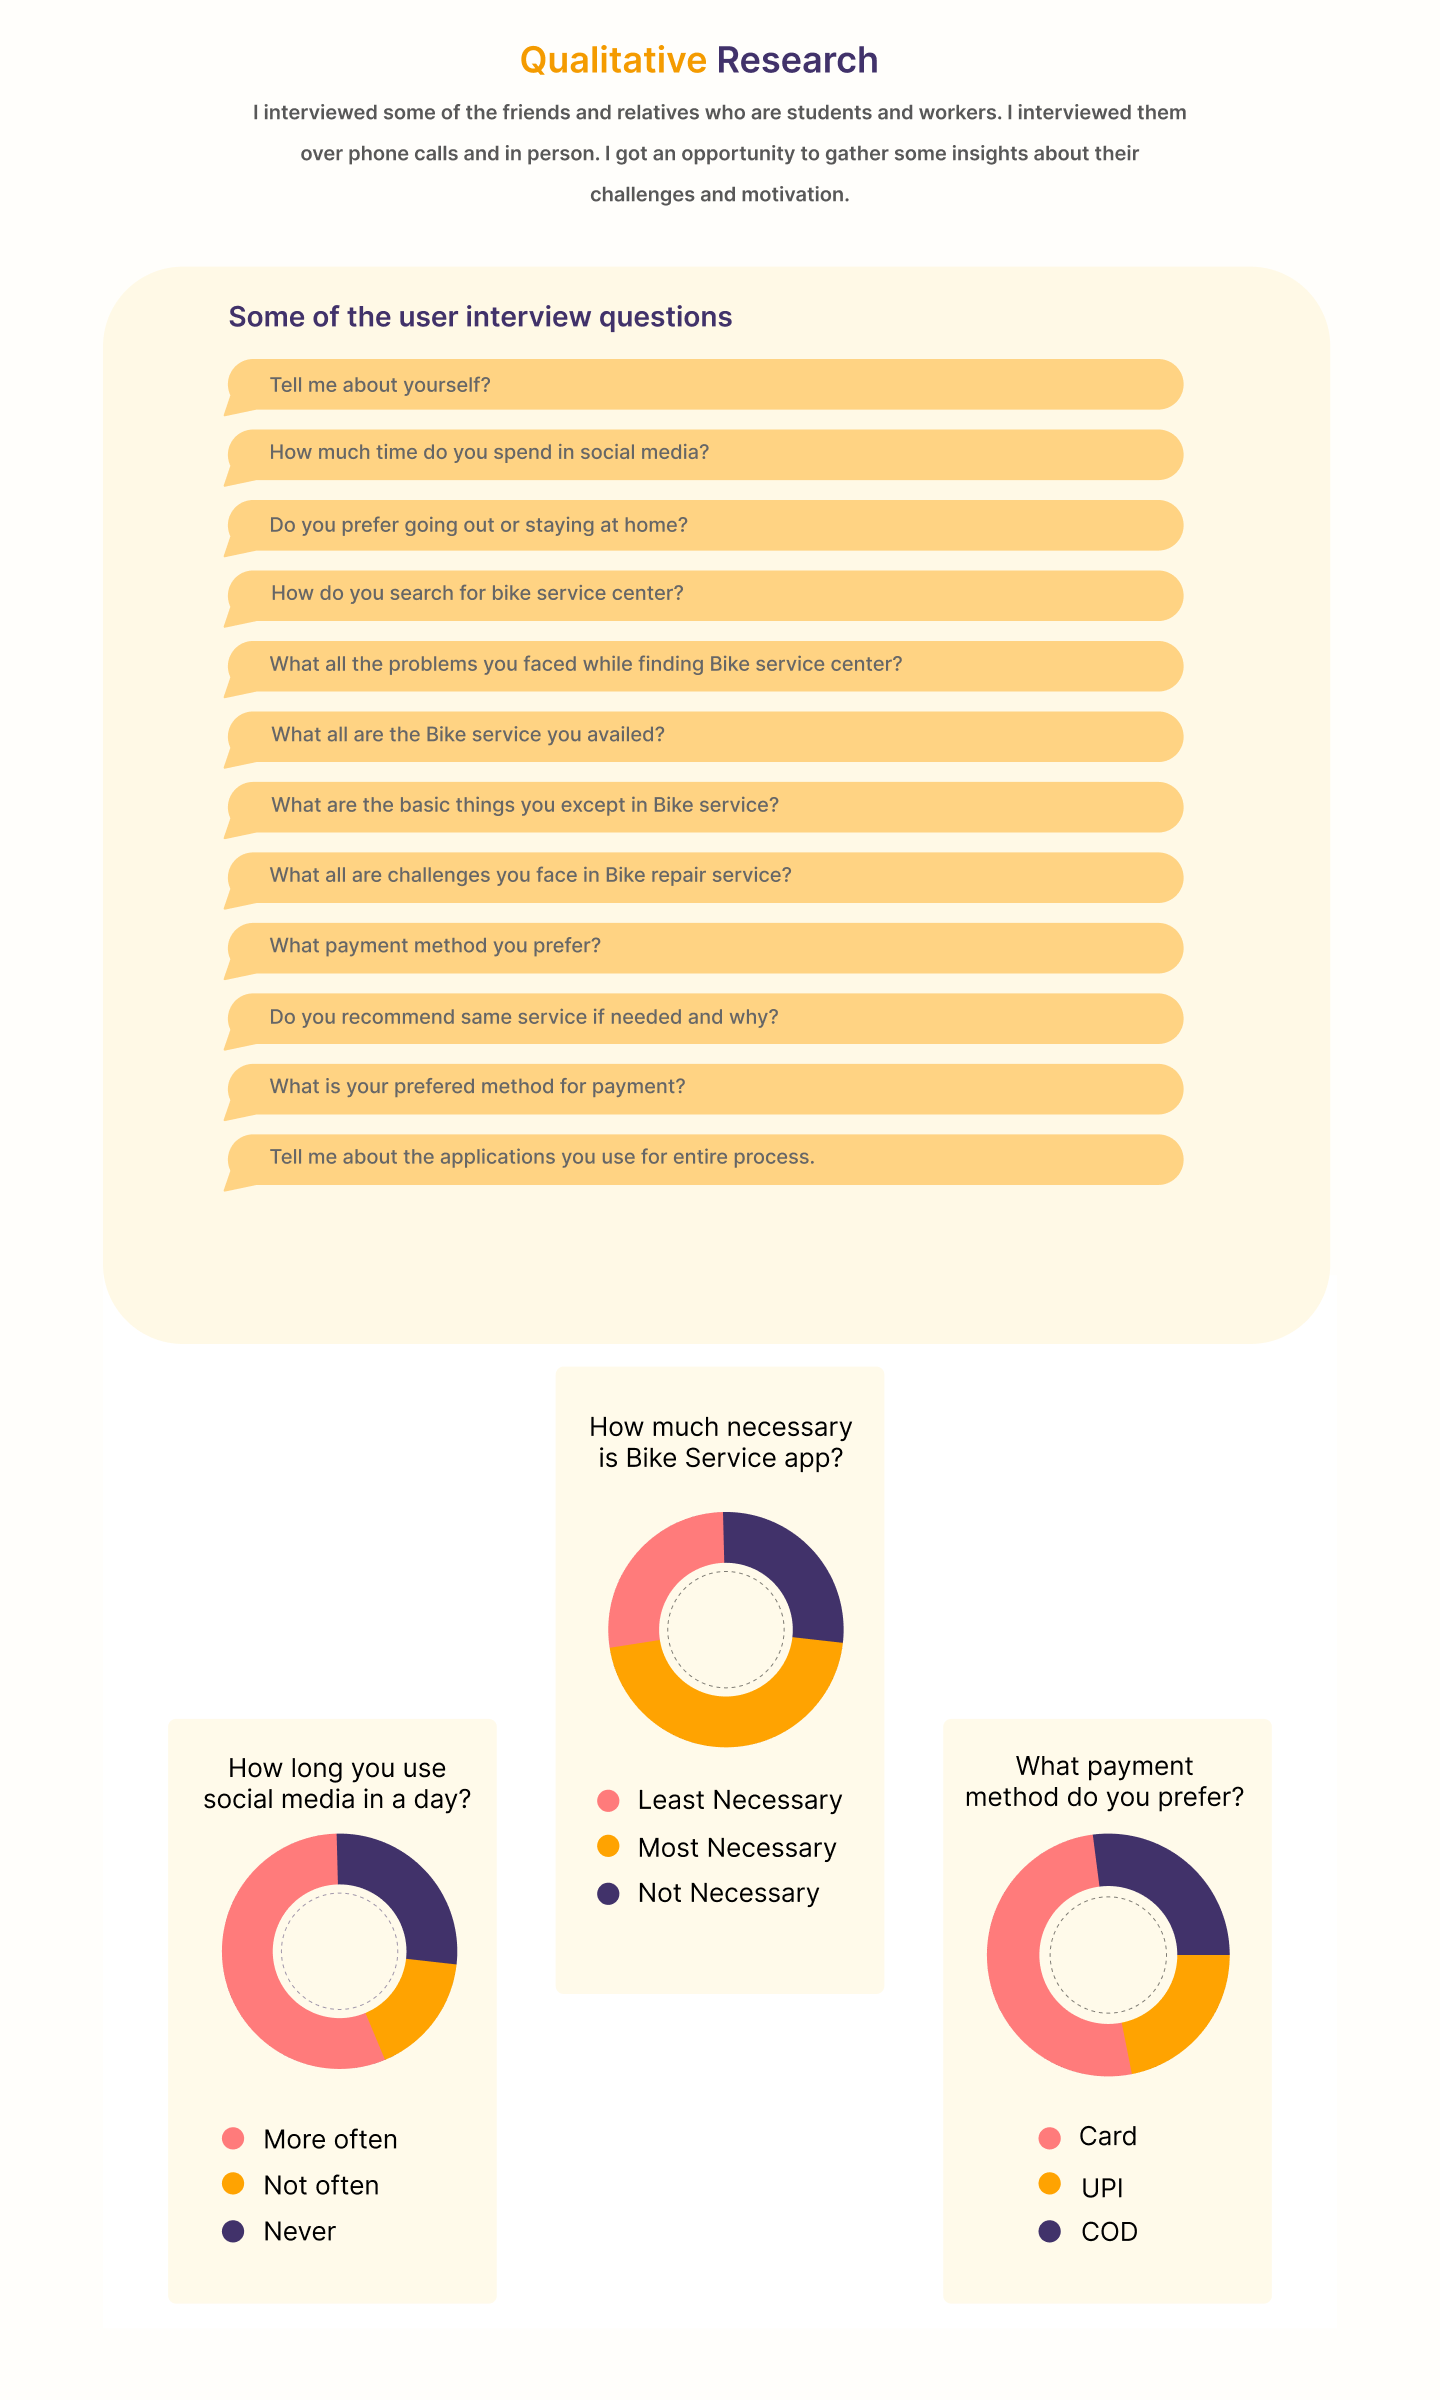 Qualitative Research
I interviewed some of the friends and relatives who are students and workers. I interviewed them
over phone calls and in person. I got an opportunity to gather some insights about their
challenges and motivation.
Some of the user interview questions
Tell me about yourself?
How much time do you spend in social media?
Do you prefer going out or staying at home?
How do you search for bike service center?
What all the problems you faced while finding Bike service center?
What all are the Bike service you availed?
What are the basic things you except in Bike service?
What all are challenges you face in Bike repair service?
What payment method you prefer?
Do you recommend same service if needed and why?
What is your prefered method for payment?
Tell me about the applications you use for entire process.
How much necessary
is Bike Service app?
Least Necessary
Most Necessary
Not Necessary
How long you use
social media in a day?
More often
Not often
Never
What payment
method do you prefer?
Card
UPI
COD